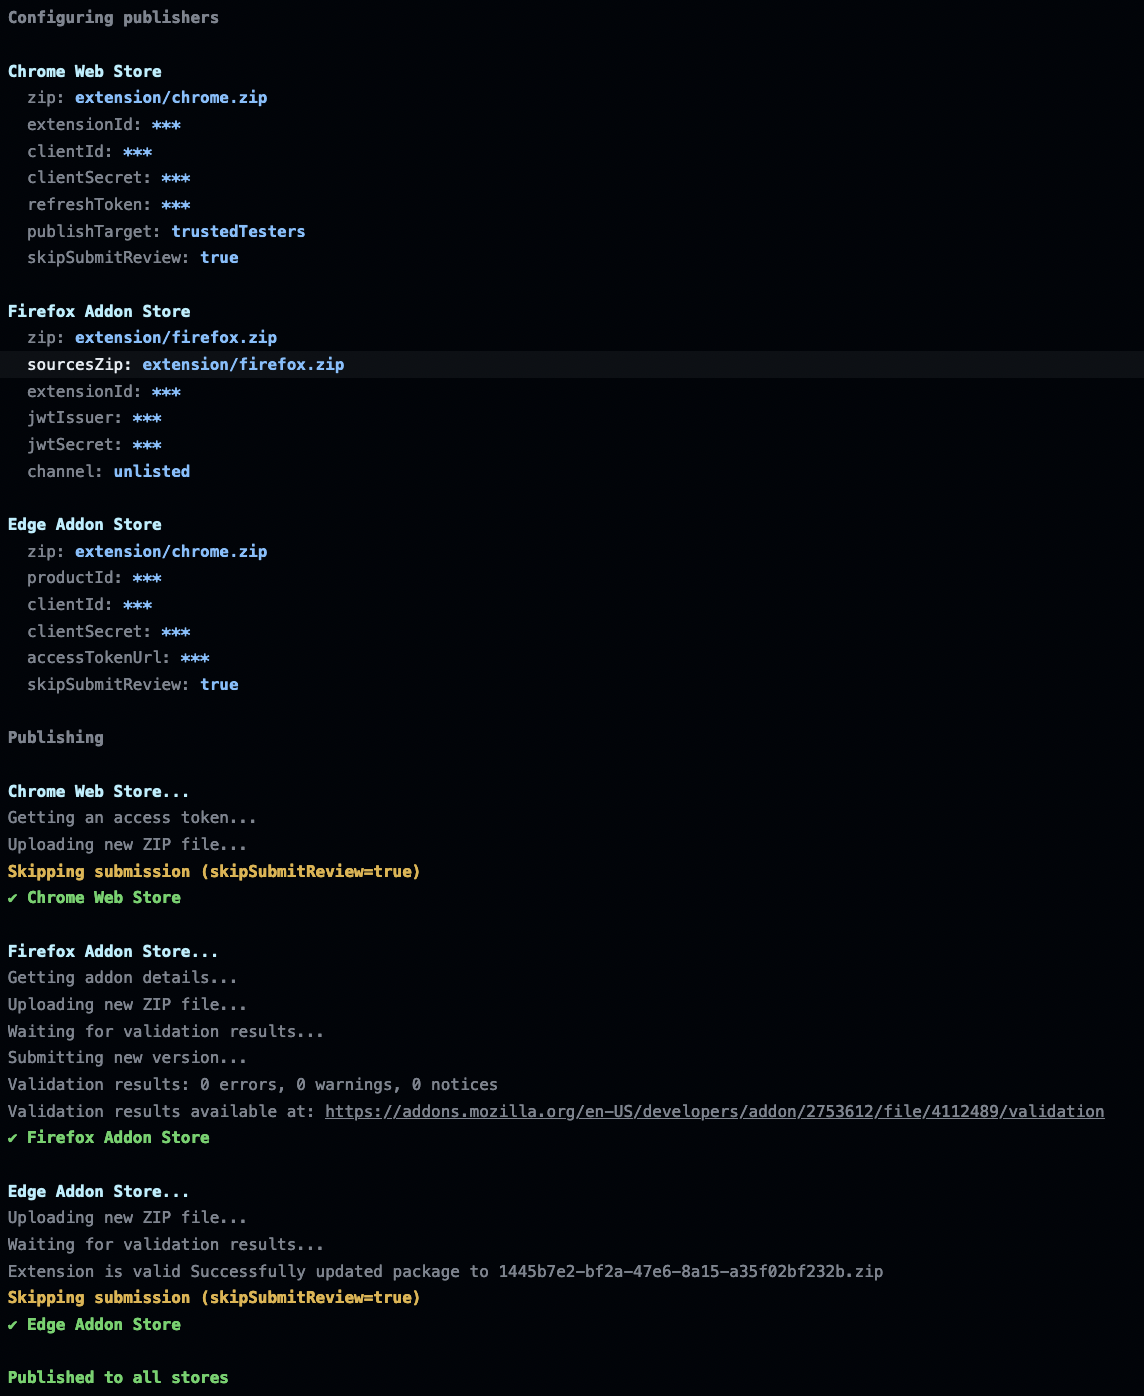 Configuring publishers
Chrome Web Store
zip: extension/chrome.zip
extensionId: ***
clientId: ***
clientSecret: ***
refreshToken: ***
publishTarget: trustedTesters
skipSubmitReview: true
Firefox Addon Store
zip: extension/firefox.zip
sourcesZip: extension/firefox.zip
extensionId: ***
jwtIssuer: ***
jwtSecret: ***
channel: unlisted
Edge Addon Store
zip: extension/chrome.zip
productId: ***
clientId: ***
clientSecret: ***
accessTokenUrl: ***
skipSubmitReview: true
Publishing
Chrome Web Store...
Getting an access token...
Uploading new ZIP file...
Skipping submission (skipSubmitReview=true)
✔ Chrome Web Store
Firefox Addon Store...
Getting addon details...
Uploading new ZIP file...
Waiting for validation results...
Submitting new version...
Validation results: 0 errors, 0 warnings, 0 notices
Validation results available at: https://addons.mozilla.org/en-US/developers/addon/2753612/file/4112489/validation
✔ Firefox Addon Store
Edge Addon Store...
Uploading new ZIP file...
Waiting for validation results...
Extension is valid Successfully updated package to 1445b7e2-bf2a-47e6-8a15-a35f02bf232b.zip
Skipping submission (skipSubmitReview=true)
✔ Edge Addon Store
Published to all stores